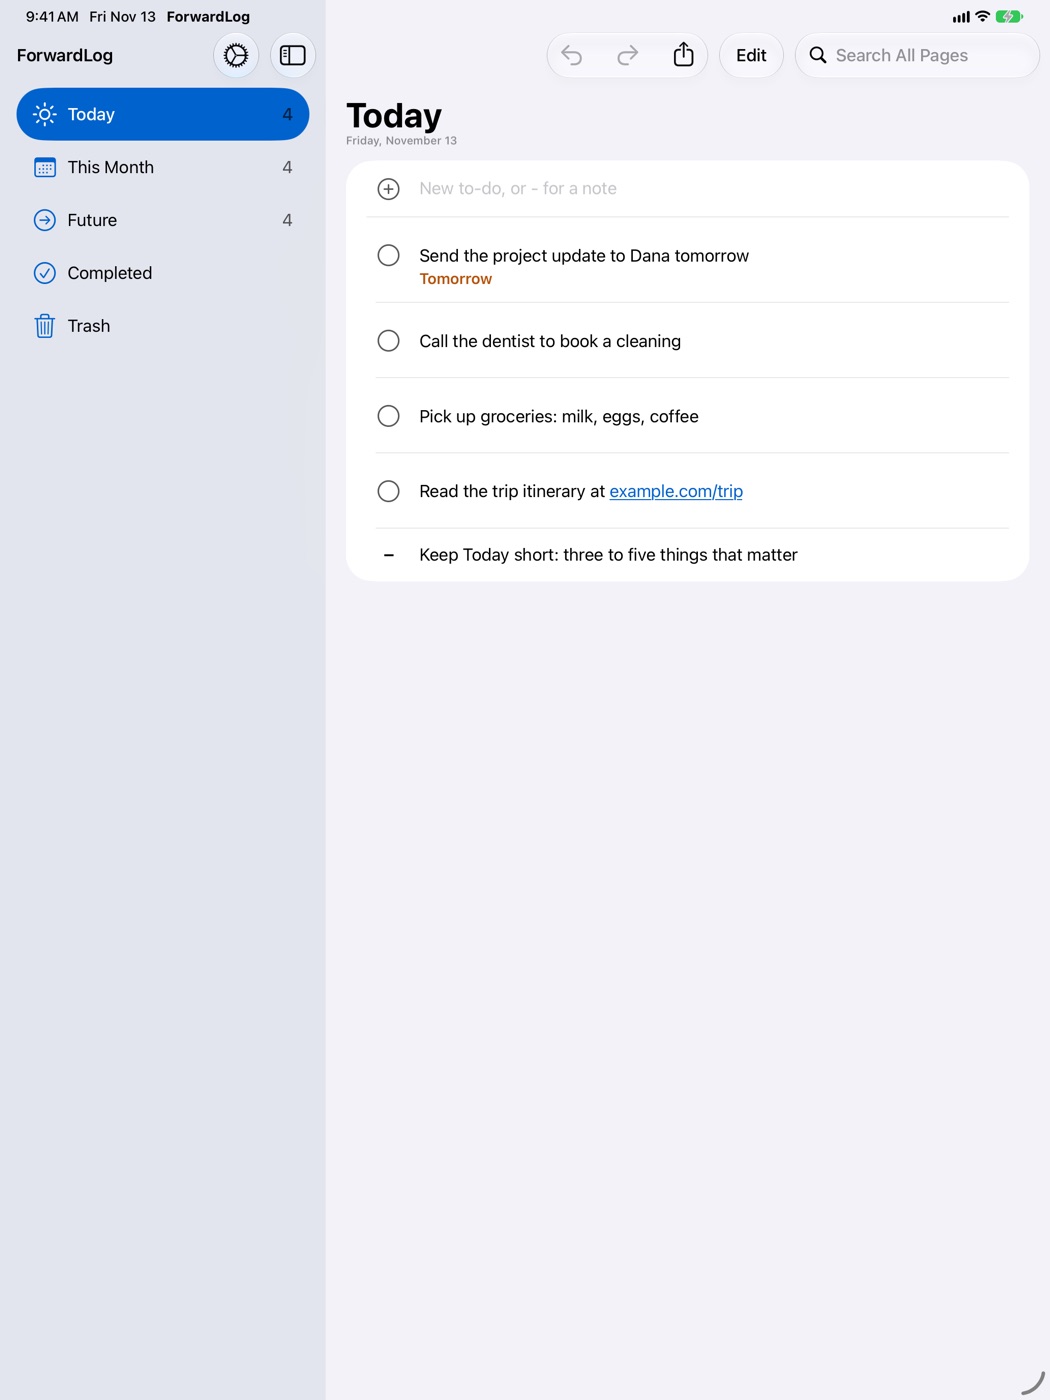 9:41 AM Fri Nov 13 ForwardLog
ForwardLog
Edit
Search All Pages
Today 4
This Month 4
Future 4
Completed
Trash
Today
Friday, November 13
New to-do, or - for a note
Send the project update to Dana tomorrow
Tomorrow
Call the dentist to book a cleaning
Pick up groceries: milk, eggs, coffee
Read the trip itinerary at example.com/trip
– Keep Today short: three to five things that matter